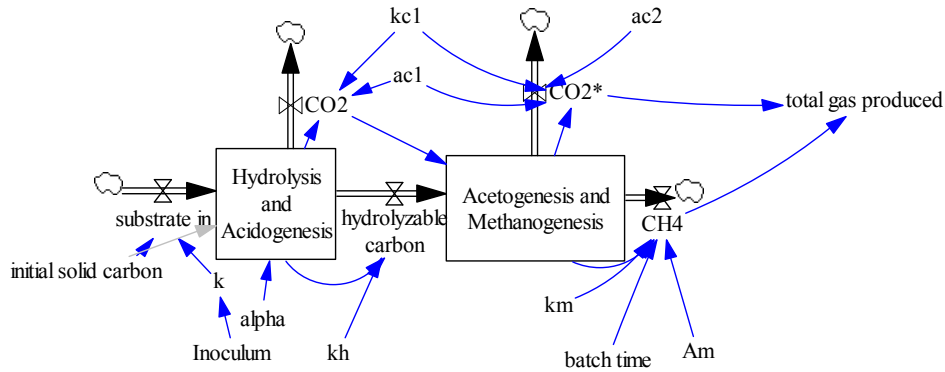 kc1
ac2
ac1
CO2
CO2*
total gas produced
Hydrolysis
and
Acidogenesis
Acetogenesis and
Methanogenesis
substrate in
hydrolyzable
carbon
CH4
initial solid carbon
k
alpha
km
Inoculum
kh
batch time
Am